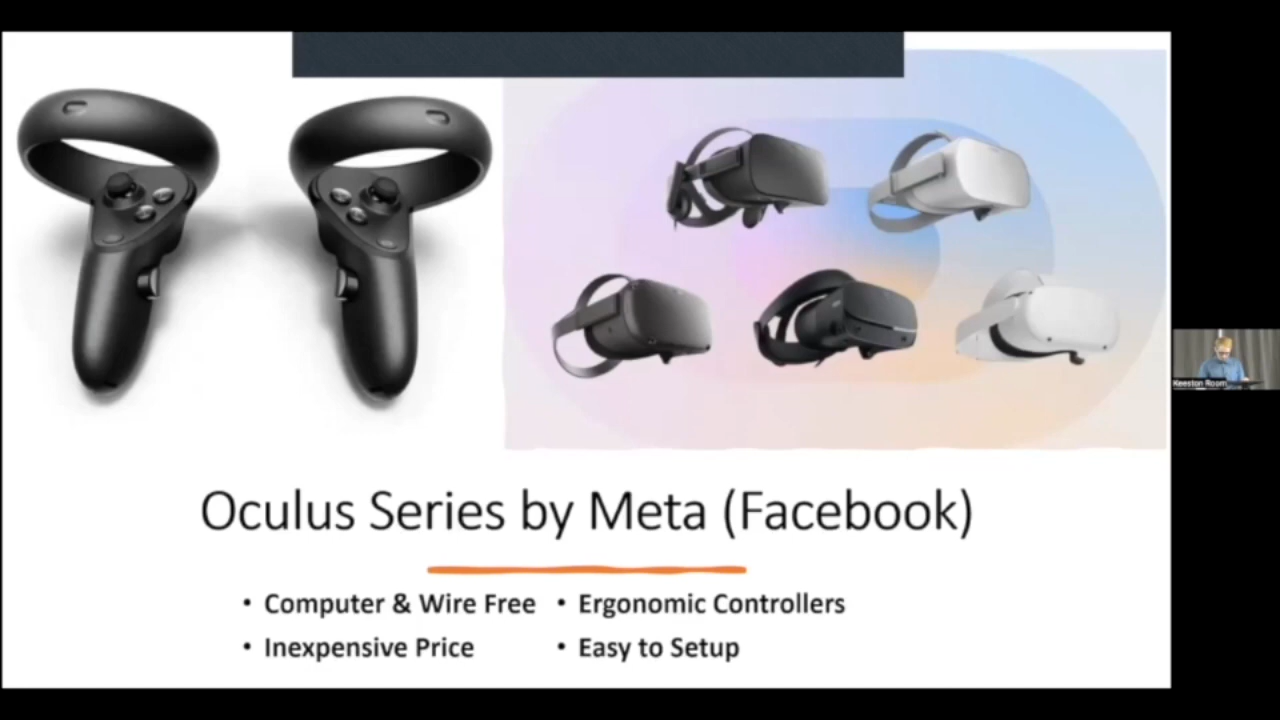 Oculus Series by Meta (Facebook)
• Computer & Wire Free
• Inexpensive Price
• Ergonomic Controllers
• Easy to Setup
Keeston Room